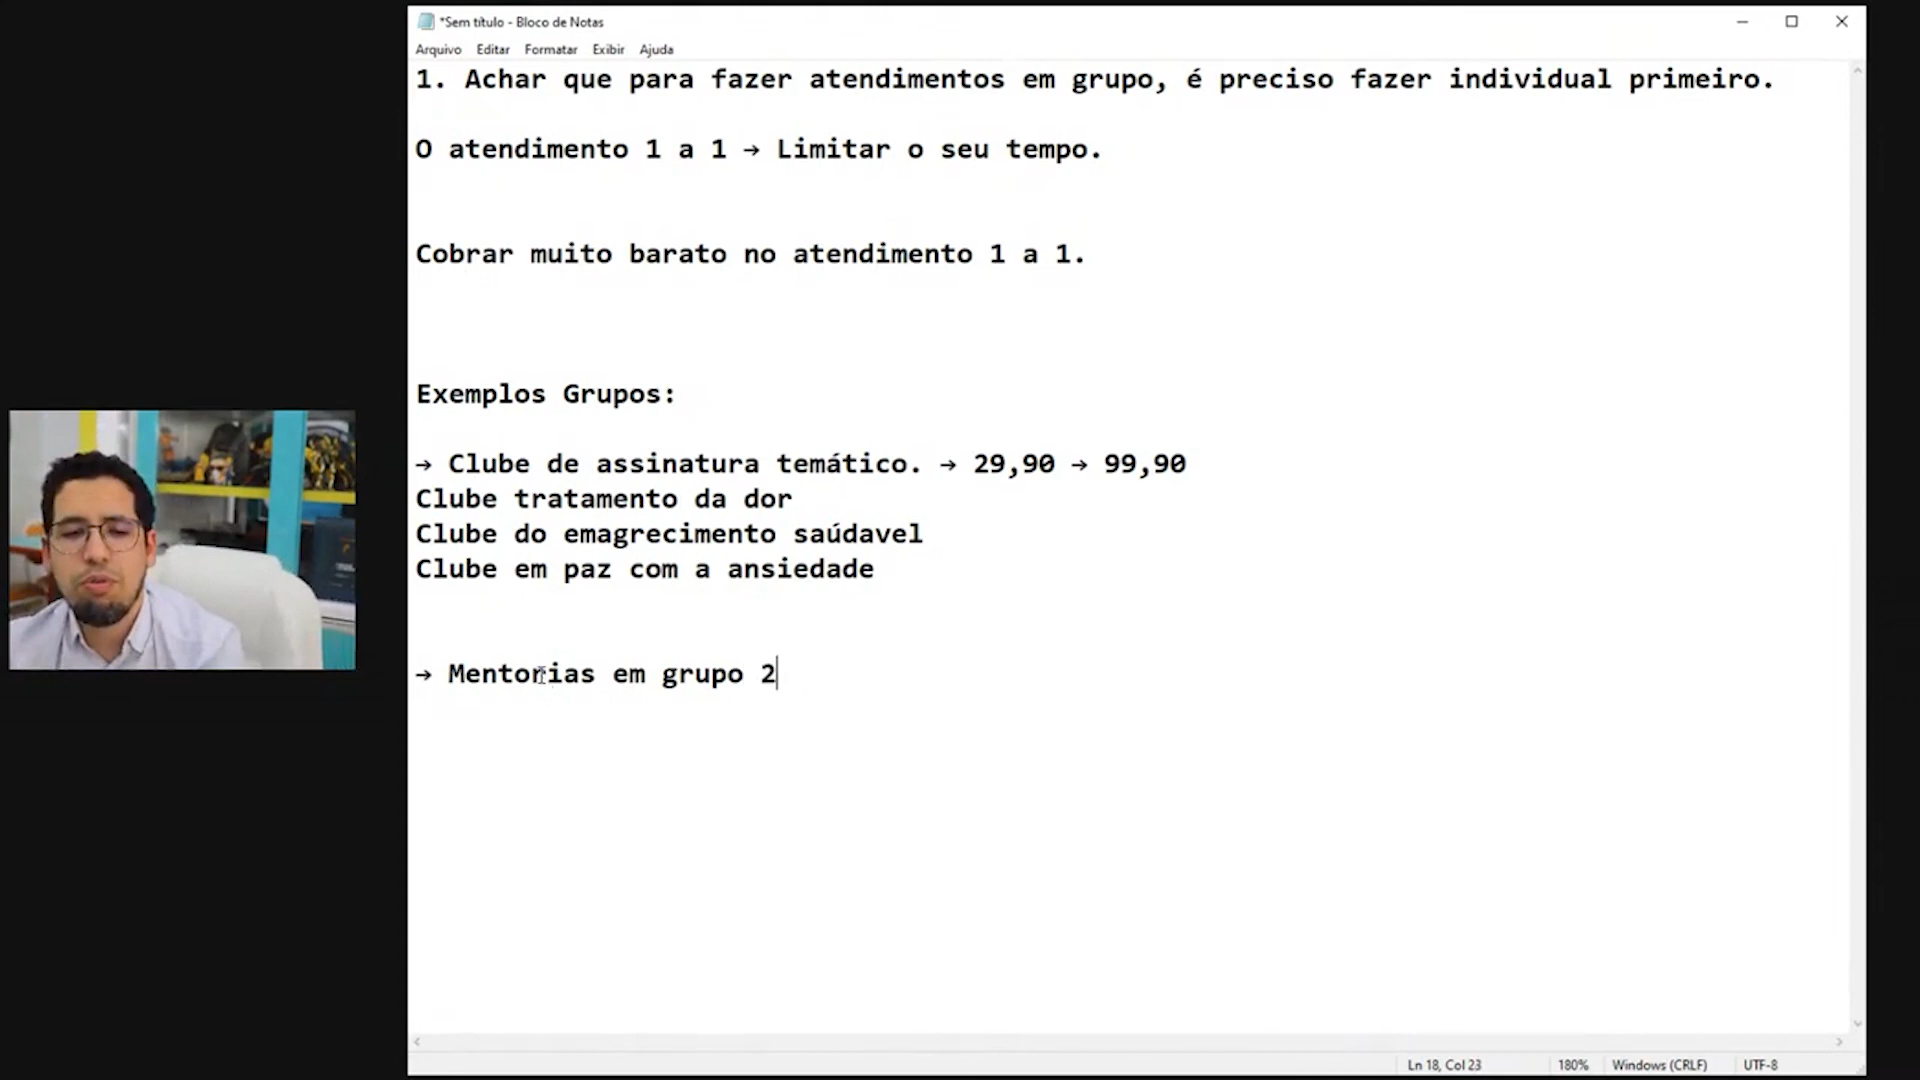 *Sem título - Bloco de Notas
Arquivo Editar Formatar Exibir Ajuda
1. Achar que para fazer atendimentos em grupo, é preciso fazer individual primeiro.
O atendimento 1 a 1 → Limitar o seu tempo.
Cobrar muito barato no atendimento 1 a 1.
Exemplos Grupos:
→ Clube de assinatura temático. → 29,90 → 99,90
Clube tratamento da dor
Clube do emagrecimento saúdavel
Clube em paz com a ansiedade
→ Mentorias em grupo 2
Ln 18, Col 23 180% Windows (CRLF) UTF-8